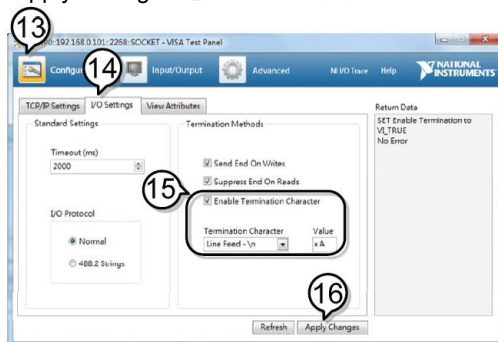 13
0::192.168.0.101::2268::SOCKET - VISA Test Panel
14
Input/Output
Advanced
NI I/O Trace
Help
NATIONAL INSTRUMENTS
TCP/IP Settings
I/O Settings
View Attributes
Return Data
Standard Settings
Termination Methods
SET Enable Termination to
VI_TRUE
No Error
Timeout (ms)
2000
Send End On Writes
Suppress End On Reads
15
Enable Termination Character
I/O Protocol
Termination Character
Value
Normal
Line Feed - \n
xA
488.2 Strings
16
Refresh
Apply Changes